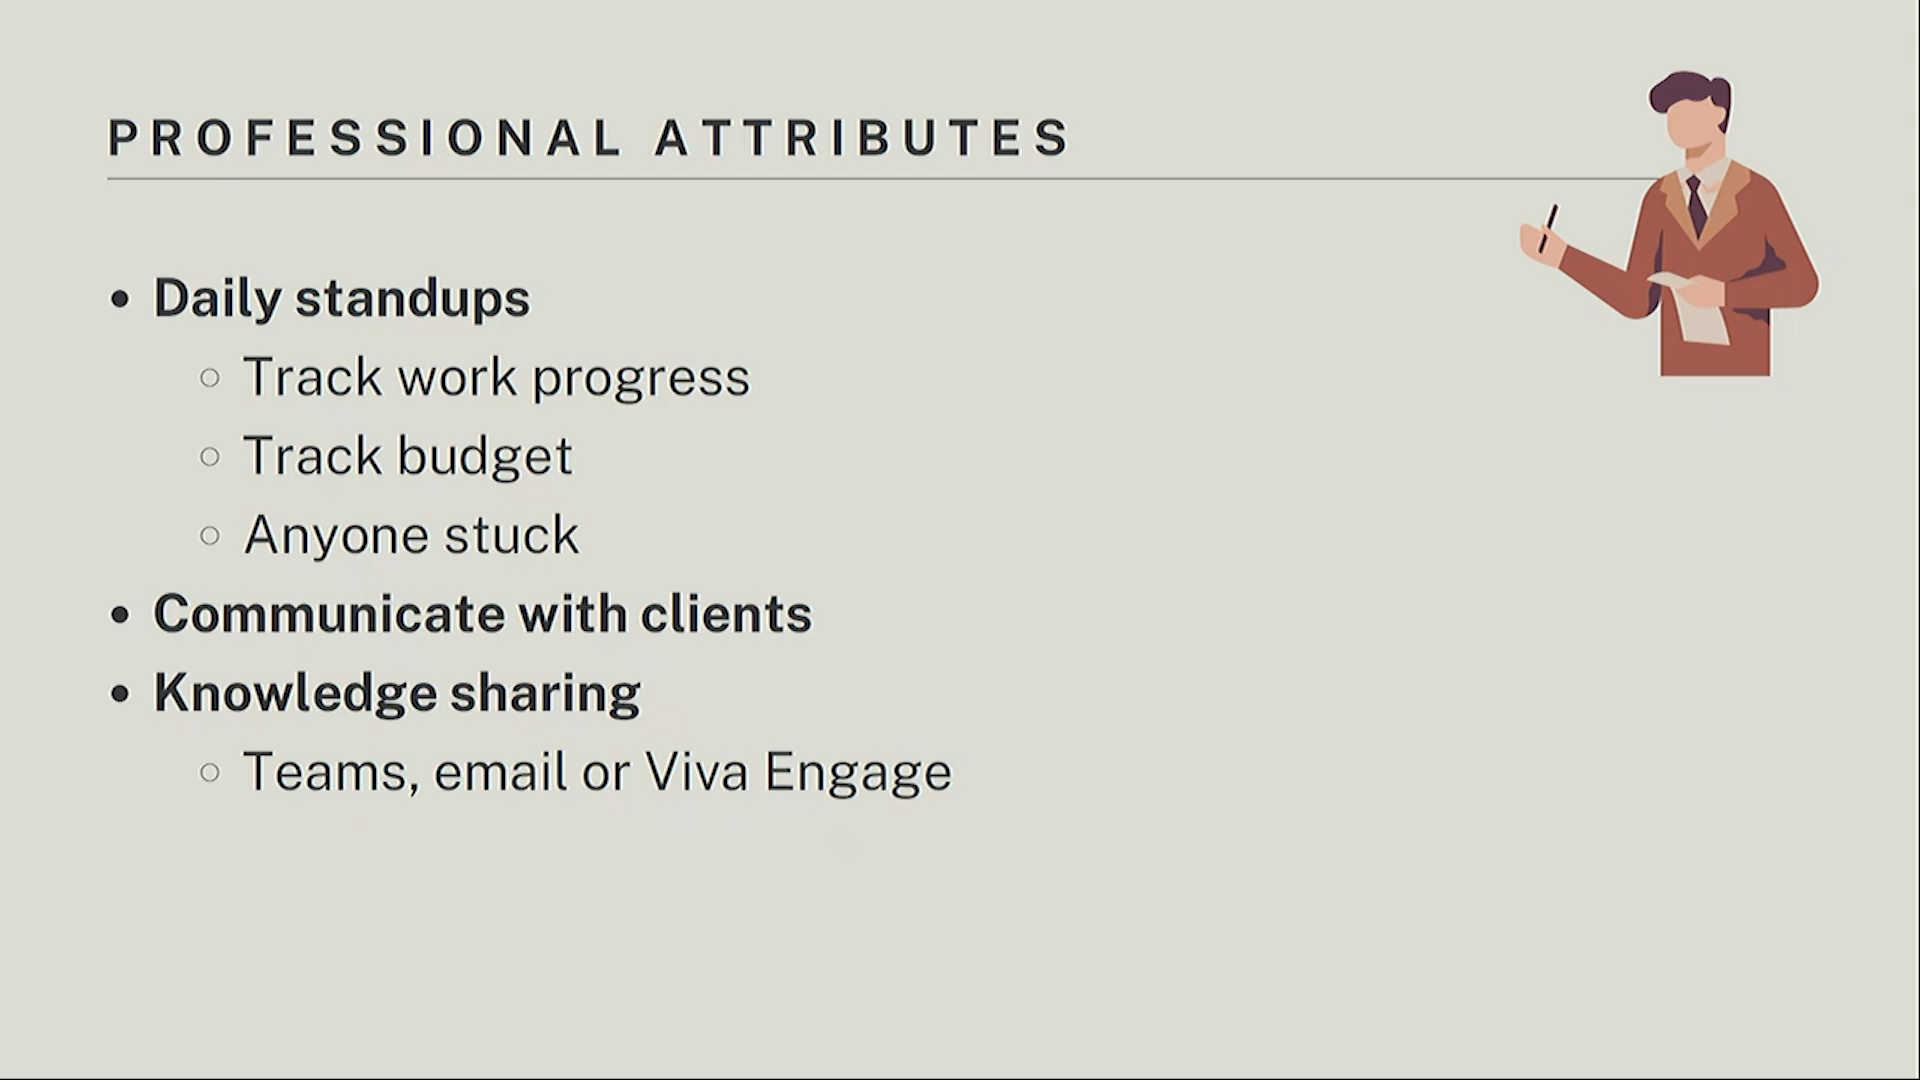 PROFESSIONAL ATTRIBUTES
Daily standups
Track work progress
Track budget
Anyone stuck
Communicate with clients
Knowledge sharing
Teams, email or Viva Engage